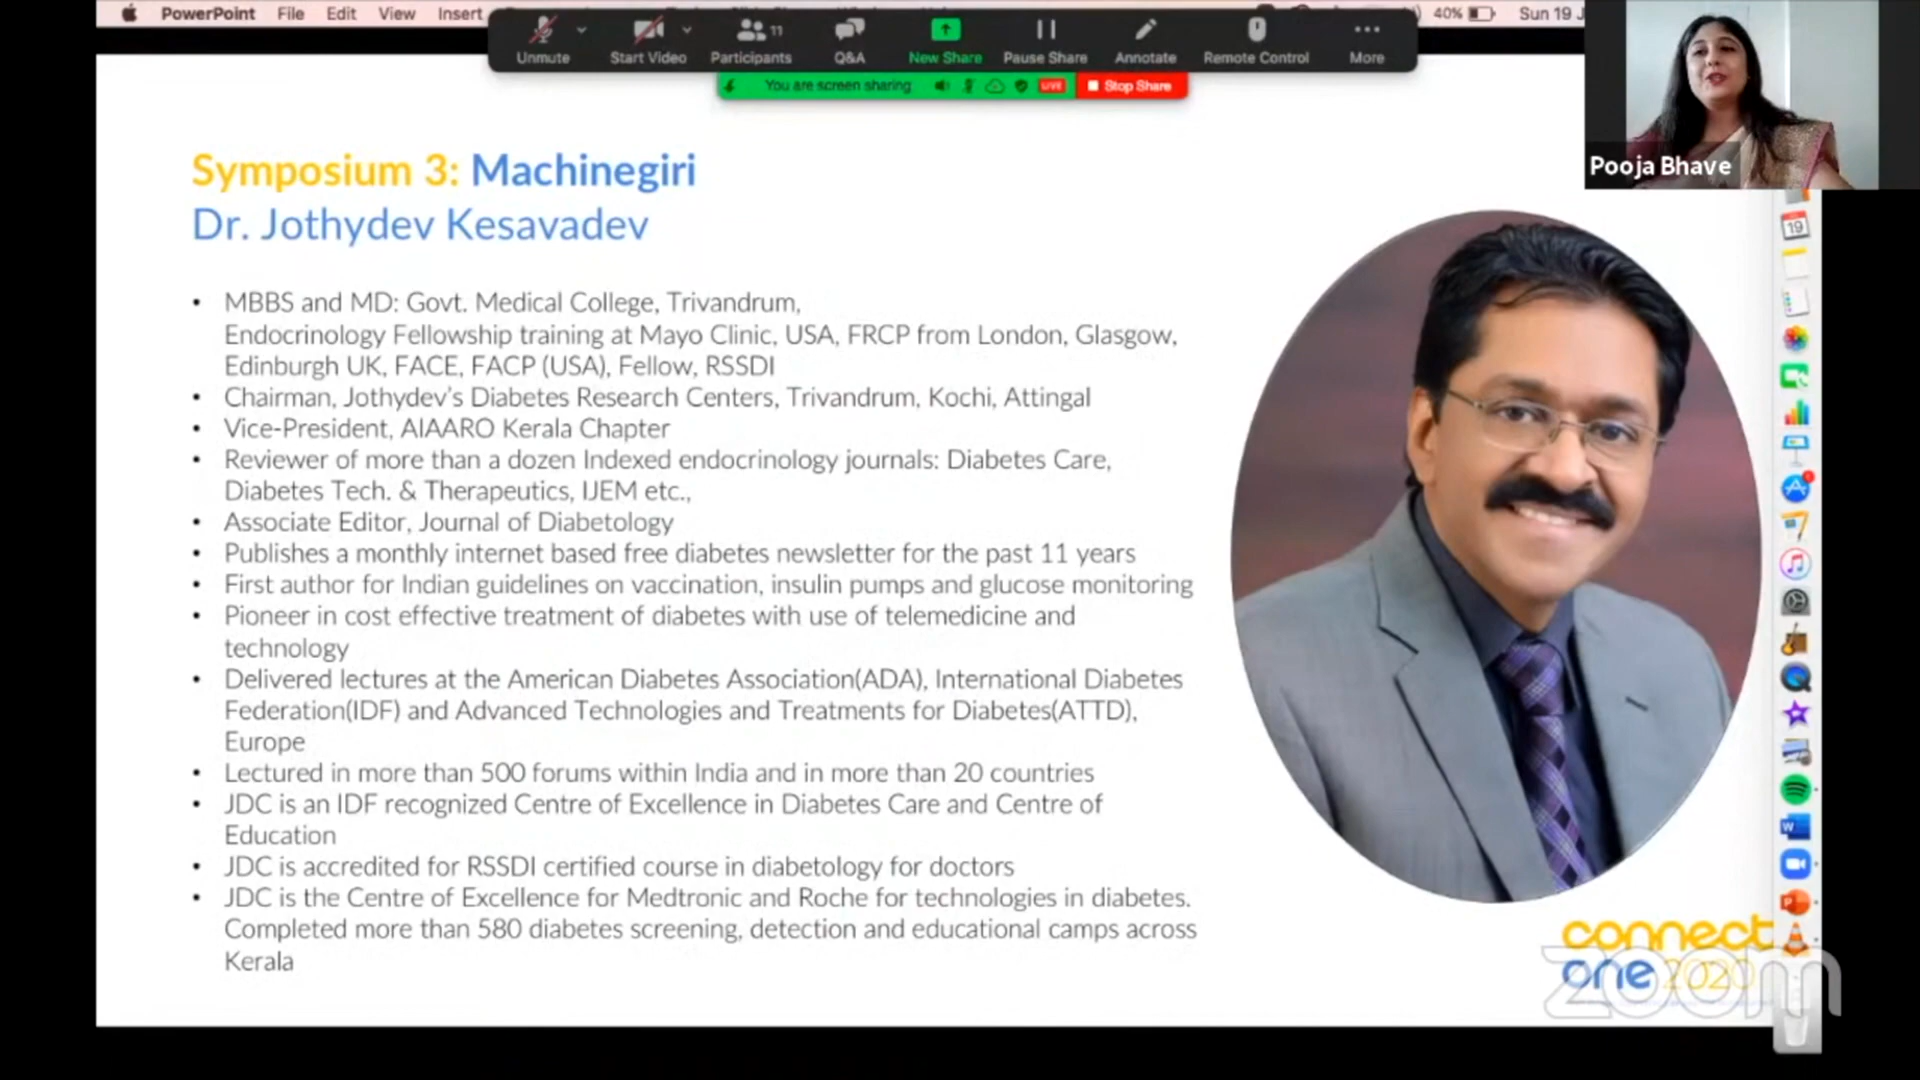 PowerPoint File Edit View Insert
40% Sun 19 J
Unmute Start Video Participants 11 Q&A New Share Pause Share Annotate Remote Control More
You are screen sharing LIVE Stop Share
Pooja Bhave
Symposium 3: Machinegiri
Dr. Jothydev Kesavadev
• MBBS and MD: Govt. Medical College, Trivandrum,
Endocrinology Fellowship training at Mayo Clinic, USA, FRCP from London, Glasgow,
Edinburgh UK, FACE, FACP (USA), Fellow, RSSDI
• Chairman, Jothydev's Diabetes Research Centers, Trivandrum, Kochi, Attingal
• Vice-President, AIAARO Kerala Chapter
• Reviewer of more than a dozen Indexed endocrinology journals: Diabetes Care,
Diabetes Tech. & Therapeutics, IJEM etc.,
• Associate Editor, Journal of Diabetology
• Publishes a monthly internet based free diabetes newsletter for the past 11 years
• First author for Indian guidelines on vaccination, insulin pumps and glucose monitoring
• Pioneer in cost effective treatment of diabetes with use of telemedicine and
technology
• Delivered lectures at the American Diabetes Association(ADA), International Diabetes
Federation(IDF) and Advanced Technologies and Treatments for Diabetes(ATTD),
Europe
• Lectured in more than 500 forums within India and in more than 20 countries
• JDC is an IDF recognized Centre of Excellence in Diabetes Care and Centre of
Education
• JDC is accredited for RSSDI certified course in diabetology for doctors
• JDC is the Centre of Excellence for Medtronic and Roche for technologies in diabetes.
Completed more than 580 diabetes screening, detection and educational camps across
Kerala
19
connect
one 2020
zoom